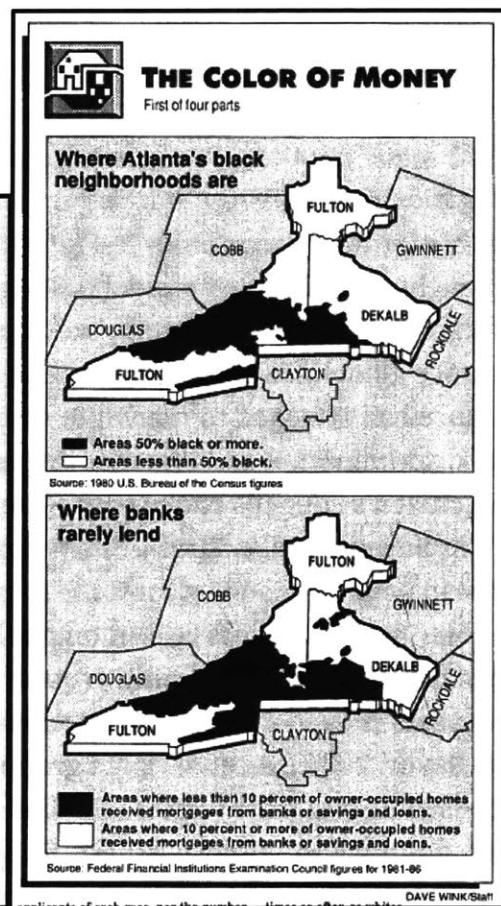 THE COLOR OF MONEY
First of four parts
Where Atlanta's black
neighborhoods are
FULTON
COBB
GWINNETT
DOUGLAS
DEKALB
ROCKDALE
FULTON
CLAYTON
Areas 50% black or more.
Areas less than 50% black.
Source: 1980 U.S. Bureau of the Census figures
Where banks
rarely lend
FULTON
COBB
GWINNETT
DOUGLAS
DEKALB
ROCKDALE
FULTON
CLAYTON
Areas where less than 10 percent of owner-occupied homes
received mortgages from banks or savings and loans.
Areas where 10 percent or more of owner-occupied homes
received mortgages from banks or savings and loans.
Source: Federal Financial Institutions Examination Council figures for 1981-86
DAVE WINK/Staff